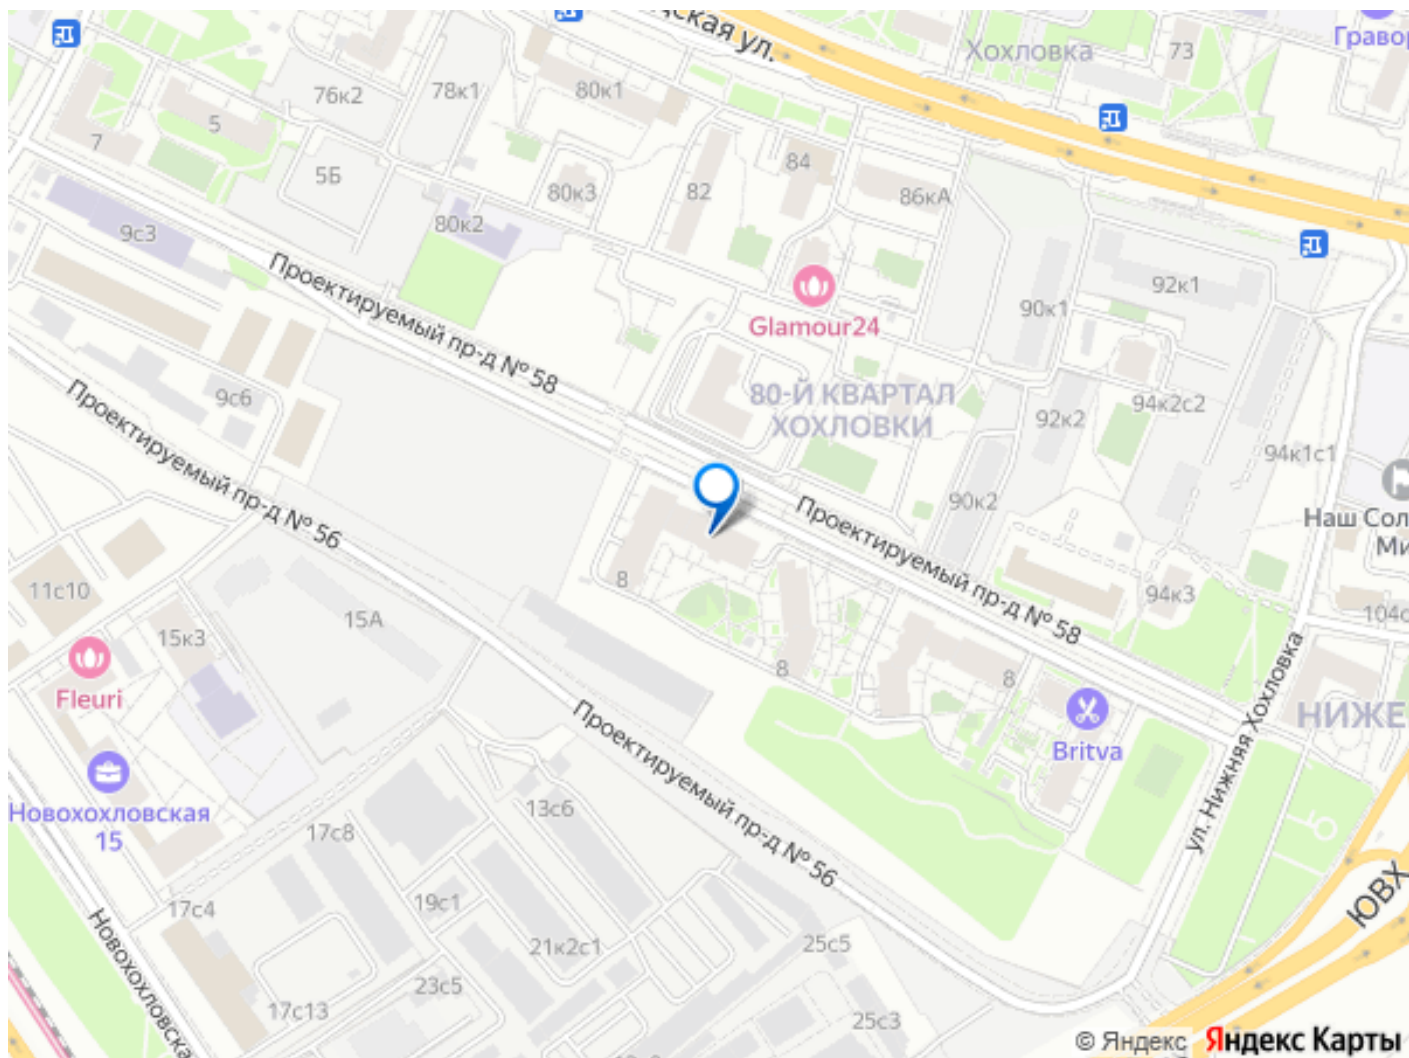 дская ул.
Хохловка
73
Гравор
76к2
78к1
80к1
5
7
5Б
80к3
82
84
86кА
9с3
80к2
Проектируемый пр-д № 58
Glamour24
90к1
92к1
80-Й КВАРТАЛ
ХОХЛОВКИ
9с6
92к2
94к2с2
94к1с1
Проектируемый пр-д № 56
90к2
Наш Сол
Ми
Проектируемый пр-д № 58
11с10
8
15А
15к3
94к3
104с
Fleuri
8
8
ул. Нижняя Хохловка
НИЖЕ
Britva
Проектируемый пр-д № 56
Новохохловская
15
17с8
13с6
17с4
19с1
21к2с1
25с5
ЮВХ
Новохохловская
23с5
17с13
25с3
© Яндекс Яндекс Карты